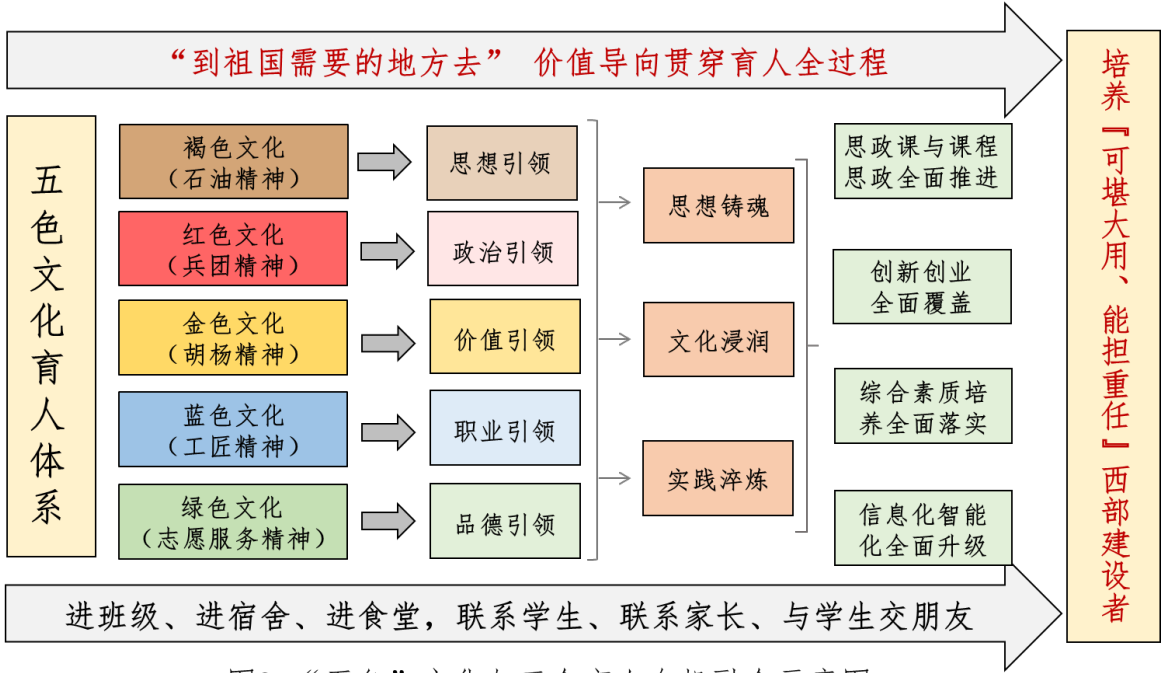 “到祖国需要的地方去” 价值导向贯穿育人全过程
五色文化育人体系
褐色文化
（石油精神）
思想引领
红色文化
（兵团精神）
政治引领
金色文化
（胡杨精神）
价值引领
蓝色文化
（工匠精神）
职业引领
绿色文化
（志愿服务精神）
品德引领
思想铸魂
文化浸润
实践淬炼
思政课与课程
思政全面推进
创新创业
全面覆盖
综合素质培
养全面落实
信息化智能
化全面升级
培养『可堪大用、能担重任』西部建设者
进班级、进宿舍、进食堂，联系学生、联系家长、与学生交朋友